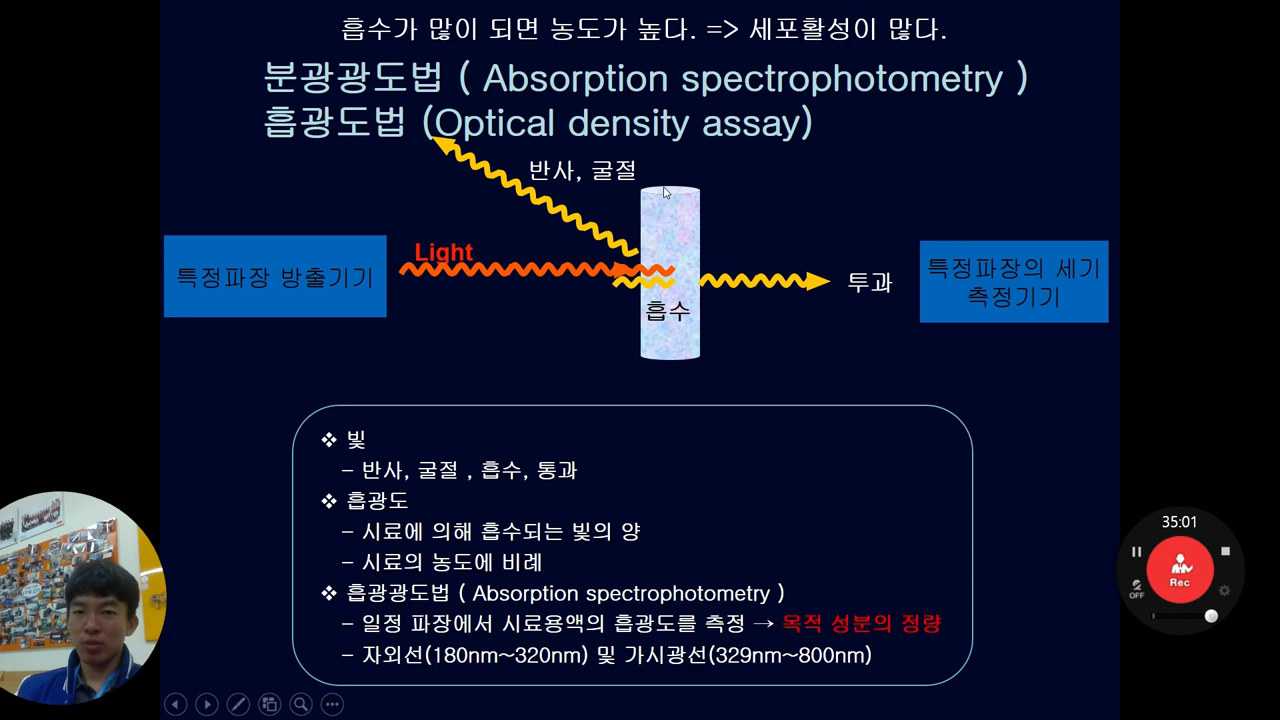 흡수가 많이 되면 농도가 높다. => 세포활성이 많다.
분광광도법 ( Absorption spectrophotometry )
흡광도법 (Optical density assay)
반사, 굴절
Light
특정파장 방출기기
흡수
투과
특정파장의 세기
측정기기
❖ 빛
– 반사, 굴절 , 흡수, 통과
❖ 흡광도
– 시료에 의해 흡수되는 빛의 양
– 시료의 농도에 비례
❖ 흡광광도법 ( Absorption spectrophotometry )
– 일정 파장에서 시료용액의 흡광도를 측정 → 목적 성분의 정량
– 자외선(180nm~320nm) 및 가시광선(329nm~800nm)
35:01
Rec
OFF